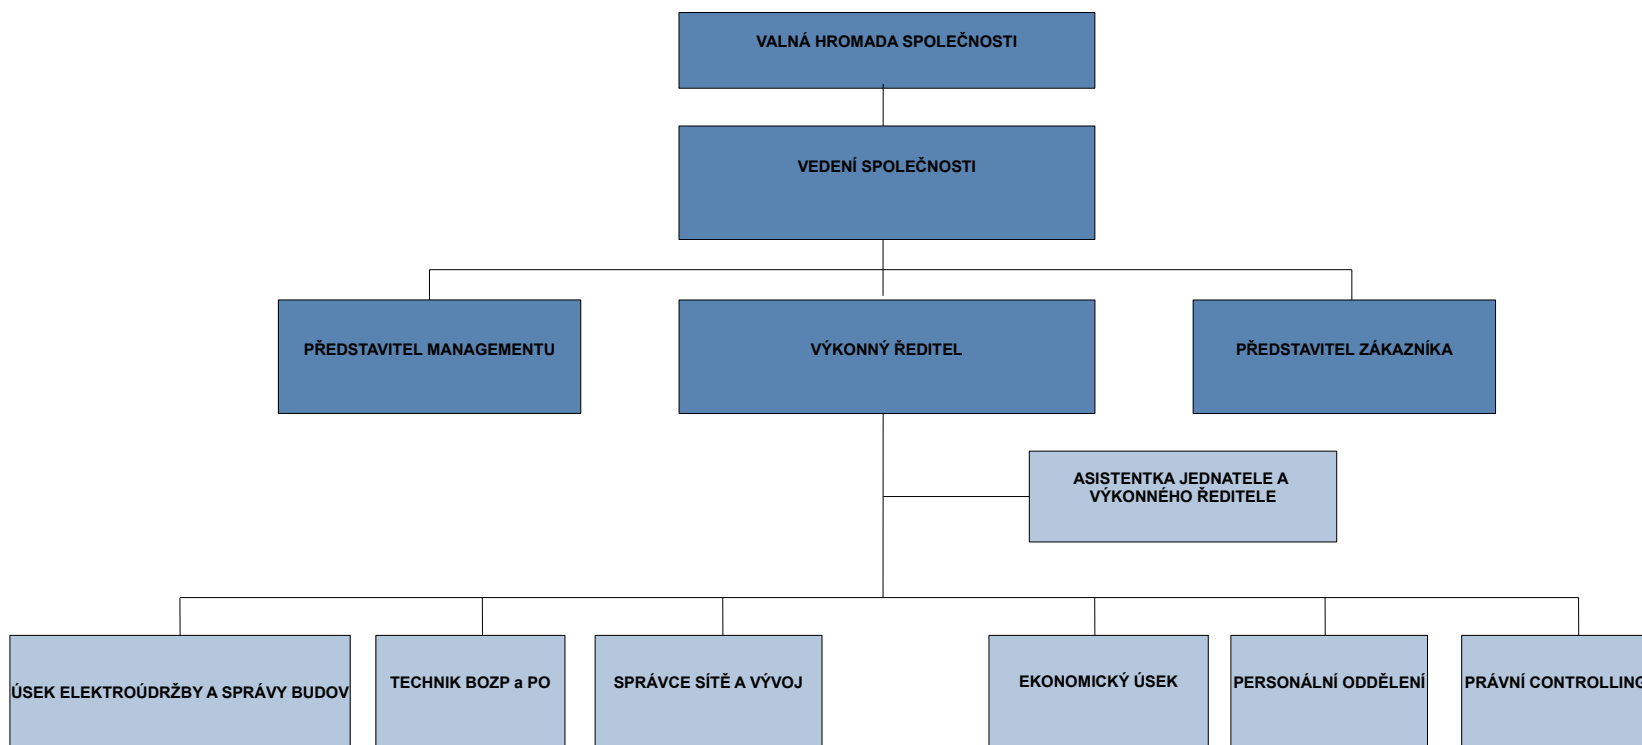 VALNÁ HROMADA SPOLEČNOSTI
VEDENÍ SPOLEČNOSTI
PŘEDSTAVITEL MANAGEMENTU
VÝKONNÝ ŘEDITEL
PŘEDSTAVITEL ZÁKAZNÍKA
ASISTENTKA JEDNATELE A
VÝKONNÉHO ŘEDITELE
ÚSEK ELEKTROÚDRŽBY A SPRÁVY BUDOV
TECHNIK BOZP a PO
SPRÁVCE SÍTĚ A VÝVOJ
EKONOMICKÝ ÚSEK
PERSONÁLNÍ ODDĚLENÍ
PRÁVNÍ CONTROLLING